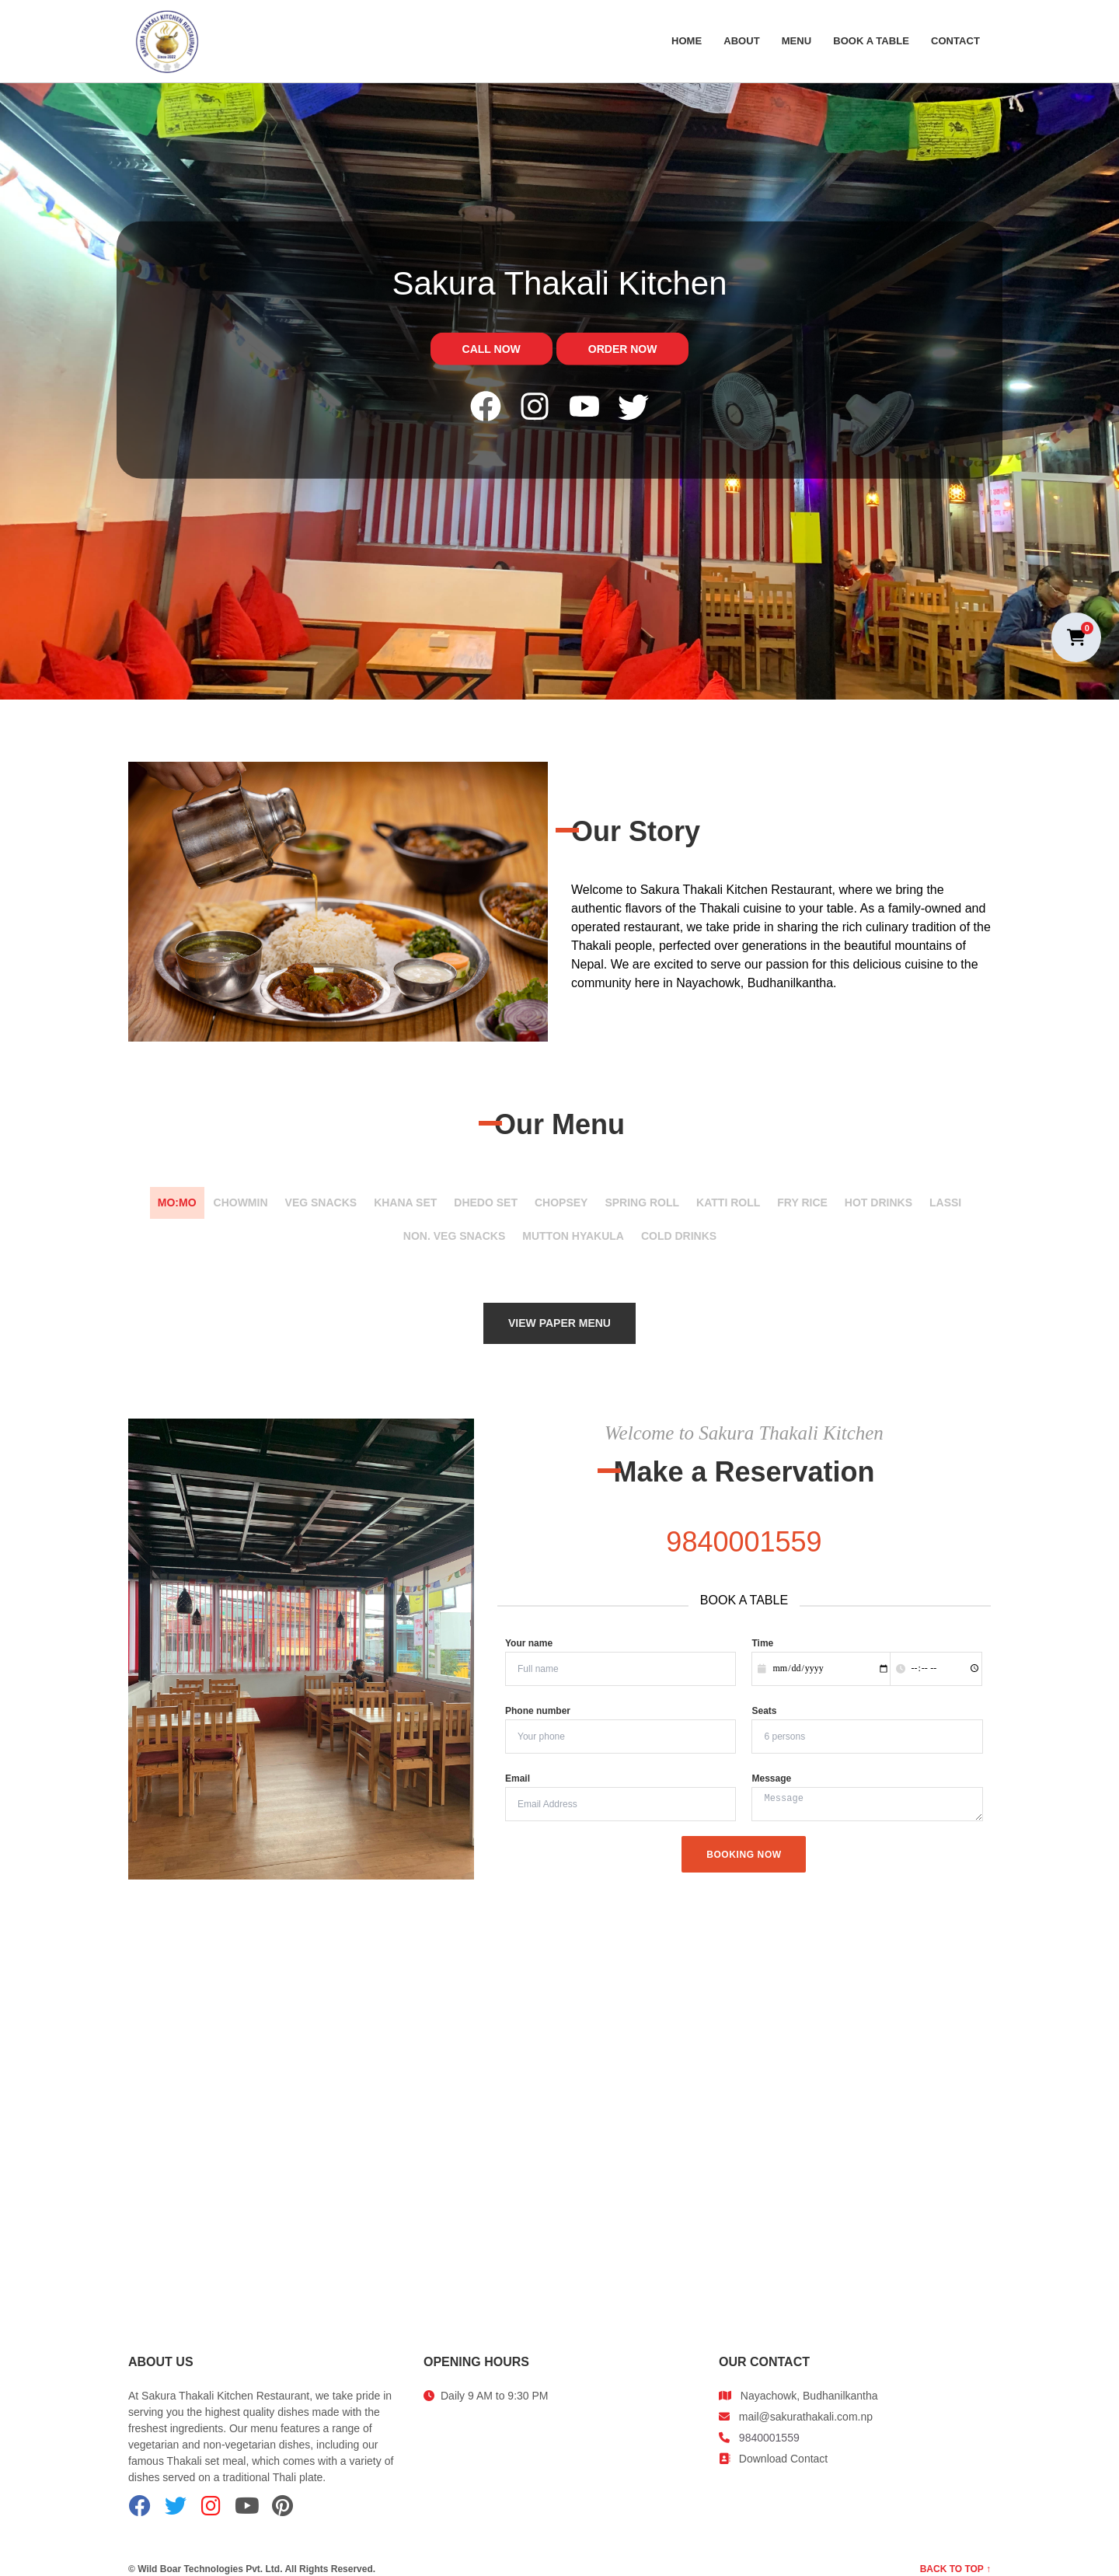 SAKURA THAKALI KITCHEN RESTAURANT
Since 2022
HOME ABOUT MENU BOOK A TABLE CONTACT
Sakura Thakali Kitchen
CALL NOW ORDER NOW
0
Our Story
Welcome to Sakura Thakali Kitchen Restaurant, where we bring the
authentic flavors of the Thakali cuisine to your table. As a family-owned and
operated restaurant, we take pride in sharing the rich culinary tradition of the
Thakali people, perfected over generations in the beautiful mountains of
Nepal. We are excited to serve our passion for this delicious cuisine to the
community here in Nayachowk, Budhanilkantha.
Our Menu
MO:MO CHOWMIN VEG SNACKS KHANA SET DHEDO SET CHOPSEY SPRING ROLL KATTI ROLL FRY RICE HOT DRINKS LASSI
NON. VEG SNACKS MUTTON HYAKULA COLD DRINKS
VIEW PAPER MENU
Welcome to Sakura Thakali Kitchen
Make a Reservation
9840001559
BOOK A TABLE
Your name Time
Full name mm/dd/yyyy --:-- --
Phone number Seats
Your phone 6 persons
Email Message
Email Address Message
BOOKING NOW
ABOUT US
At Sakura Thakali Kitchen Restaurant, we take pride in
serving you the highest quality dishes made with the
freshest ingredients. Our menu features a range of
vegetarian and non-vegetarian dishes, including our
famous Thakali set meal, which comes with a variety of
dishes served on a traditional Thali plate.
OPENING HOURS
Daily 9 AM to 9:30 PM
OUR CONTACT
Nayachowk, Budhanilkantha
mail@sakurathakali.com.np
9840001559
Download Contact
© Wild Boar Technologies Pvt. Ltd. All Rights Reserved. BACK TO TOP ↑